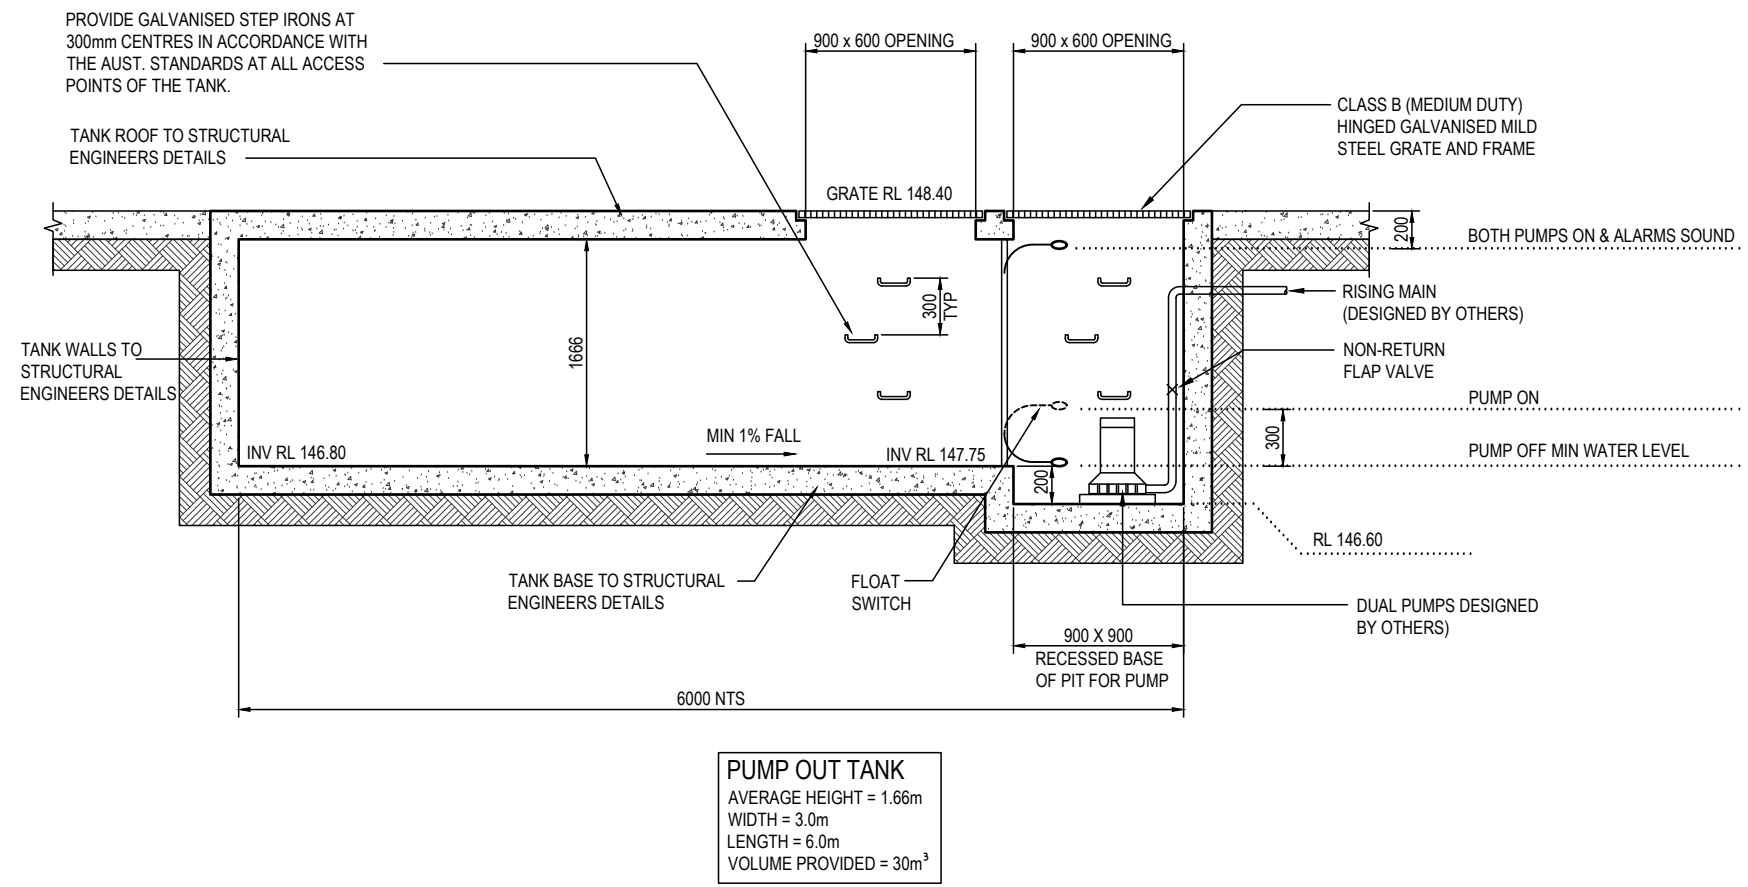 PROVIDE GALVANISED STEP IRONS AT
300mm CENTRES IN ACCORDANCE WITH
THE AUST. STANDARDS AT ALL ACCESS
POINTS OF THE TANK.
900 x 600 OPENING
900 x 600 OPENING
CLASS B (MEDIUM DUTY)
HINGED GALVANISED MILD
STEEL GRATE AND FRAME
TANK ROOF TO STRUCTURAL
ENGINEERS DETAILS
GRATE RL 148.40
200
BOTH PUMPS ON & ALARMS SOUND
300
TYP
RISING MAIN
(DESIGNED BY OTHERS)
TANK WALLS TO
STRUCTURAL
ENGINEERS DETAILS
1666
NON-RETURN
FLAP VALVE
PUMP ON
MIN 1% FALL
300
INV RL 146.80
INV RL 147.75
PUMP OFF MIN WATER LEVEL
200
RL 146.60
TANK BASE TO STRUCTURAL
ENGINEERS DETAILS
FLOAT
SWITCH
DUAL PUMPS DESIGNED
BY OTHERS)
900 X 900
RECESSED BASE
OF PIT FOR PUMP
6000 NTS
PUMP OUT TANK
AVERAGE HEIGHT = 1.66m
WIDTH = 3.0m
LENGTH = 6.0m
VOLUME PROVIDED = 30m³